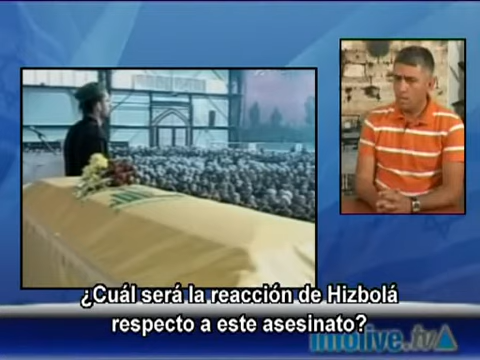 ¿Cuál será la reacción de Hizbolá
respecto a este asesinato?
infolive.tv